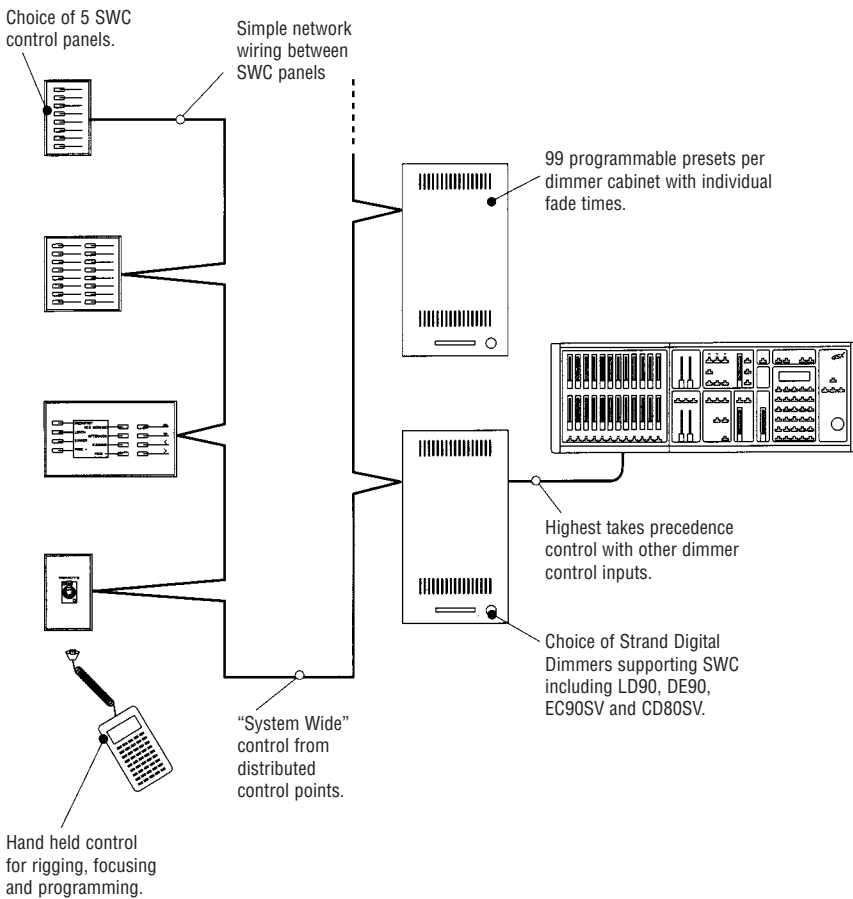 Choice of 5 SWC
control panels.
Simple network
wiring between
SWC panels
99 programmable presets per
dimmer cabinet with individual
fade times.
Highest takes precedence
control with other dimmer
control inputs.
Choice of Strand Digital
Dimmers supporting SWC
including LD90, DE90,
EC90SV and CD80SV.
"System Wide"
control from
distributed
control points.
Hand held control
for rigging, focusing
and programming.
LUNCH
DINNER
REMOTE